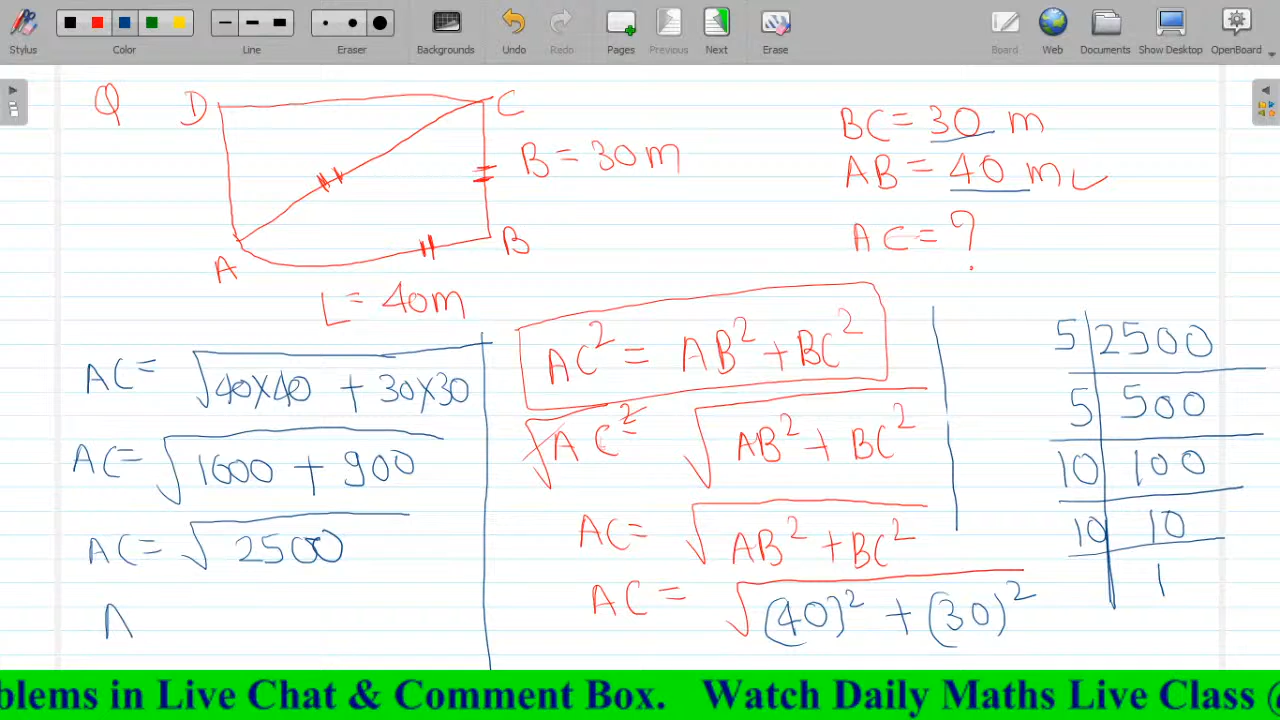 Stylus Color Line Eraser Backgrounds Undo Redo Pages Previous Next Erase Board Web Documents Show Desktop OpenBoard
Q
D
C
B = 30m
A
B
L = 40m
BC = 30 m
AB = 40 m
AC = ?
AC² = AB² + BC²
√AC² √AB² + BC²
AC = √AB² + BC²
AC = √(40)² + (30)²
AC = √40×40 + 30×30
AC = √1600 + 900
AC = √2500
A
5 2500
5 500
10 100
10 10
1
blems in Live Chat & Comment Box. Watch Daily Maths Live Class @